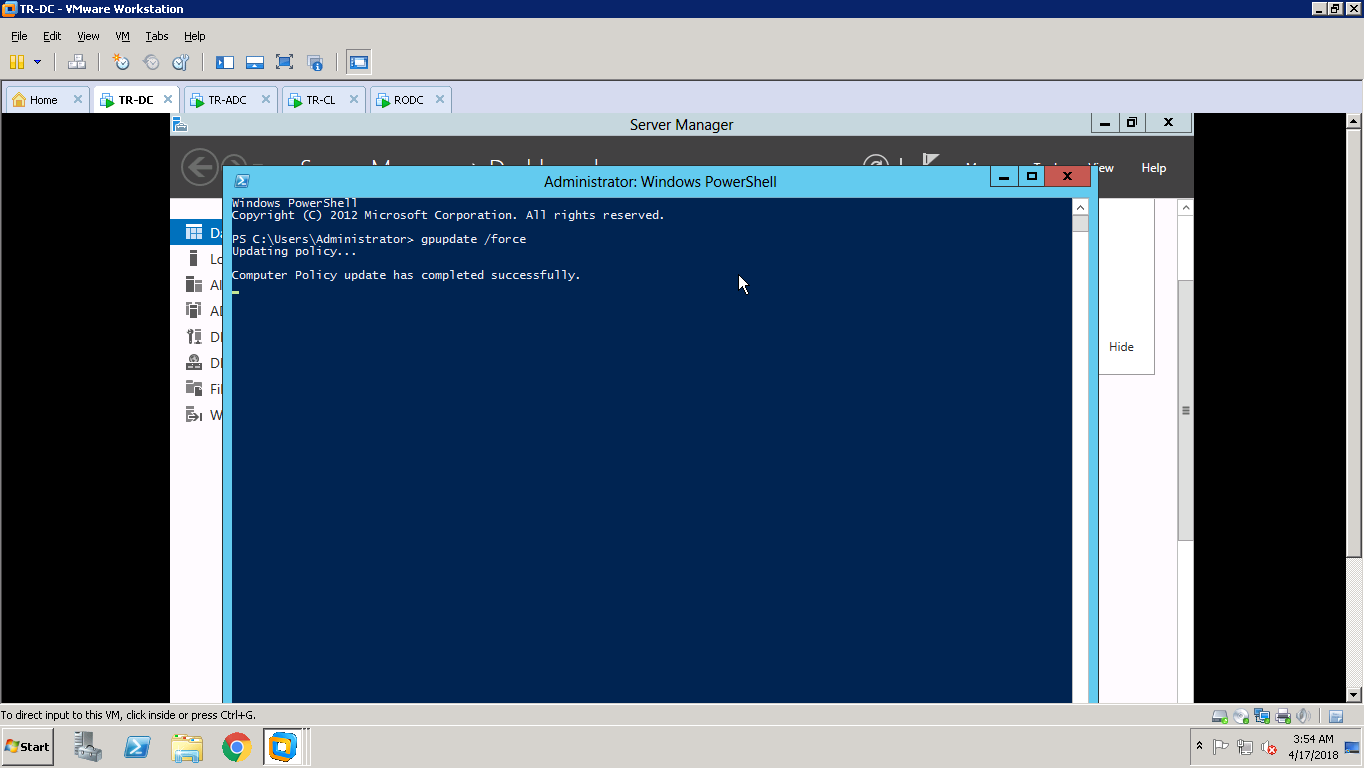 TR-DC - VMware Workstation
File Edit View VM Tabs Help
Home TR-DC TR-ADC TR-CL RODC
Server Manager
View Help
Administrator: Windows PowerShell
Windows PowerShell
Copyright (C) 2012 Microsoft Corporation. All rights reserved.
PS C:\Users\Administrator> gpupdate /force
Updating policy...
Computer Policy update has completed successfully.
Hide
To direct input to this VM, click inside or press Ctrl+G.
Start
3:54 AM
4/17/2018